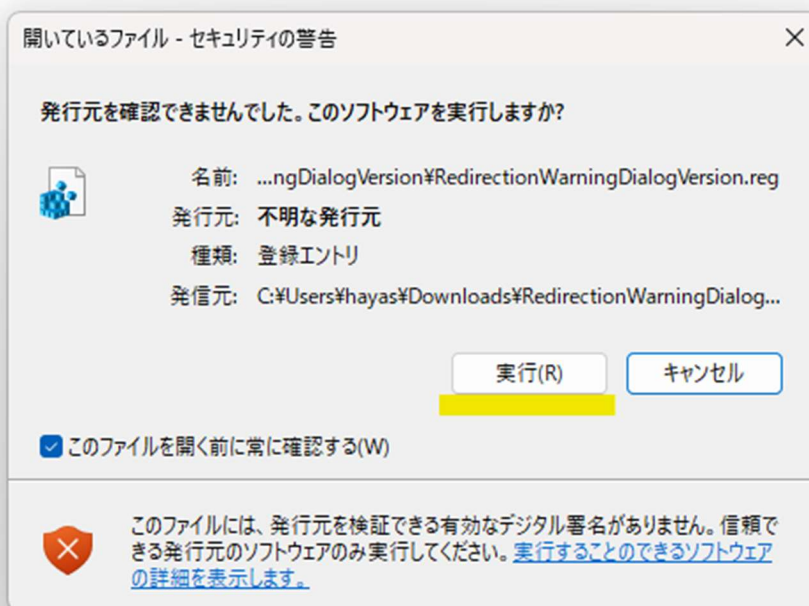 開いているファイル - セキュリティの警告
発行元を確認できませんでした。このソフトウェアを実行しますか?
名前: ...ngDialogVersion¥RedirectionWarningDialogVersion.reg
発行元: 不明な発行元
種類: 登録エントリ
発信元: C:¥Users¥hayas¥Downloads¥RedirectionWarningDialog...
実行(R) キャンセル
このファイルを開く前に常に確認する(W)
このファイルには、発行元を検証できる有効なデジタル署名がありません。信頼で
きる発行元のソフトウェアのみ実行してください。実行することのできるソフトウェア
の詳細を表示します。